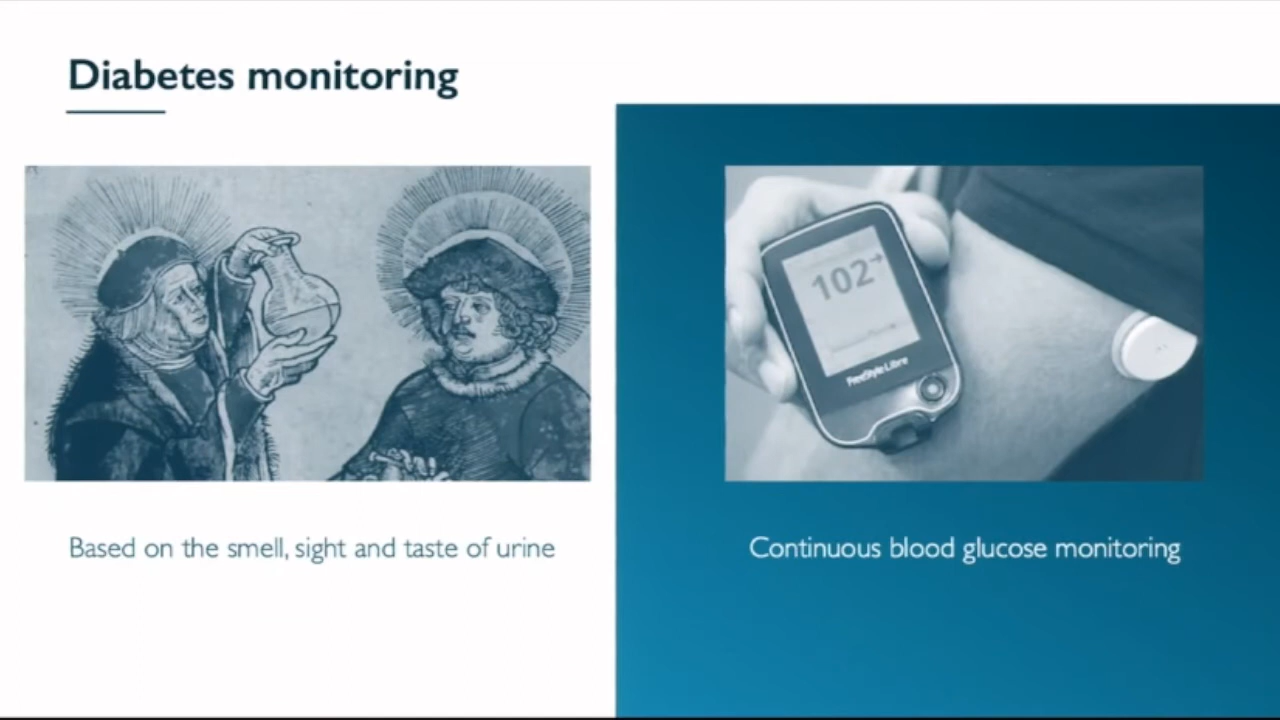 Diabetes monitoring
102→
FreeStyle Libre
Based on the smell, sight and taste of urine
Continuous blood glucose monitoring